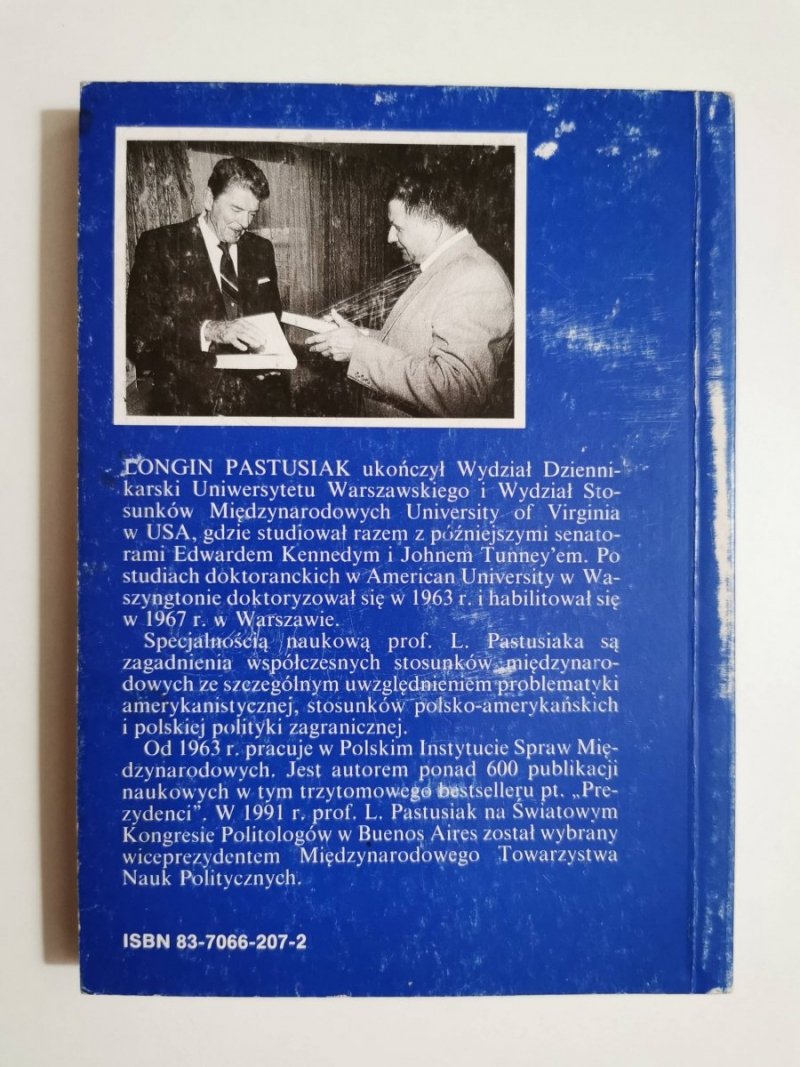 LONGIN PASTUSIAK ukończył Wydział Dzienni-
karski Uniwersytetu Warszawskiego i Wydział Sto-
sunków Międzynarodowych University of Virginia
w USA, gdzie studiował razem z późniejszymi senato-
rami Edwardem Kennedym i Johnem Tunney'em. Po
studiach doktoranckich w American University w Wa-
szyngtonie doktoryzował się w 1963 r. i habilitował się
w 1967 r. w Warszawie.
Specjalnością naukową prof. L. Pastusiaka są
zagadnienia współczesnych stosunków międzynaro-
dowych ze szczególnym uwzględnieniem problematyki
amerykanistycznej, stosunków polsko-amerykańskich
i polskiej polityki zagranicznej.
Od 1963 r. pracuje w Polskim Instytucie Spraw Mię-
dzynarodowych. Jest autorem ponad 600 publikacji
naukowych w tym trzytomowego bestselleru pt. „Pre-
zydenci". W 1991 r. prof. L. Pastusiak na Światowym
Kongresie Politologów w Buenos Aires został wybrany
wiceprezydentem Międzynarodowego Towarzystwa
Nauk Politycznych.
ISBN 83-7066-207-2